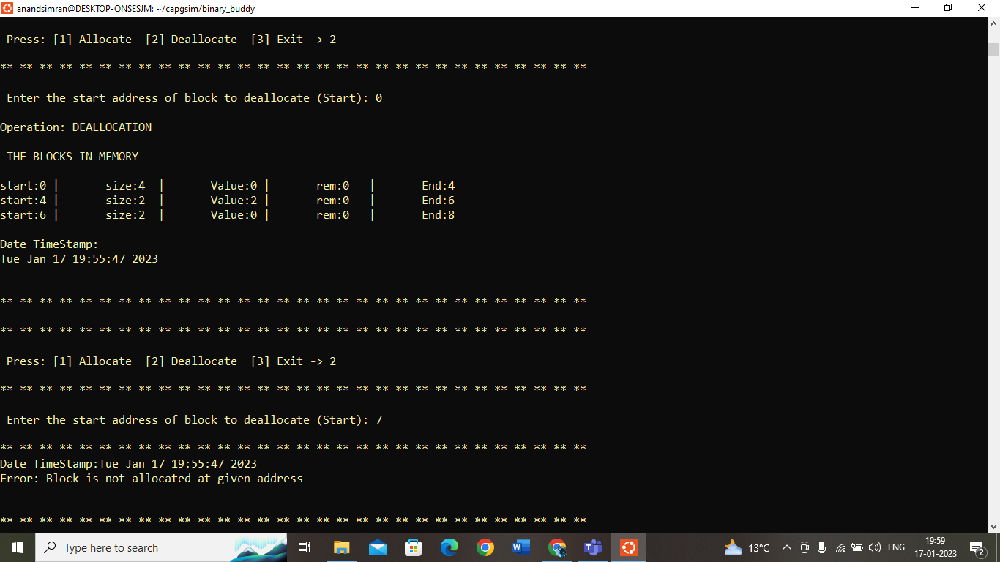 anandsimran@DESKTOP-QNSESJM: ~/capgsim/binary_buddy
Press: [1] Allocate  [2] Deallocate  [3] Exit -> 2
** ** ** ** ** ** ** ** ** ** ** ** ** ** ** ** ** ** ** ** ** ** ** ** ** ** ** ** ** **
Enter the start address of block to deallocate (Start): 0
Operation: DEALLOCATION
THE BLOCKS IN MEMORY
start:0 |       size:4  |       Value:0 |       rem:0   |       End:4
start:4 |       size:2  |       Value:2 |       rem:0   |       End:6
start:6 |       size:2  |       Value:0 |       rem:0   |       End:8
Date TimeStamp:
Tue Jan 17 19:55:47 2023
** ** ** ** ** ** ** ** ** ** ** ** ** ** ** ** ** ** ** ** ** ** ** ** ** ** ** ** ** **
** ** ** ** ** ** ** ** ** ** ** ** ** ** ** ** ** ** ** ** ** ** ** ** ** ** ** ** ** **
Press: [1] Allocate  [2] Deallocate  [3] Exit -> 2
** ** ** ** ** ** ** ** ** ** ** ** ** ** ** ** ** ** ** ** ** ** ** ** ** ** ** ** ** **
Enter the start address of block to deallocate (Start): 7
** ** ** ** ** ** ** ** ** ** ** ** ** ** ** ** ** ** ** ** ** ** ** ** ** ** ** ** ** **
Date TimeStamp:Tue Jan 17 19:55:47 2023
Error: Block is not allocated at given address
** ** ** ** ** ** ** ** ** ** ** ** ** ** ** ** ** ** ** ** ** ** ** ** ** ** ** ** ** **
Type here to search
13°C
ENG
19:59
17-01-2023
2